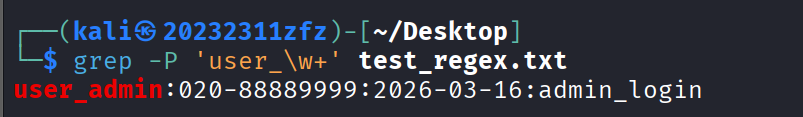 ┌──(kali㉿20232311zfz)-[~/Desktop]
└─$ grep -P 'user_\w+' test_regex.txt
user_admin:020-88889999:2026-03-16:admin_login